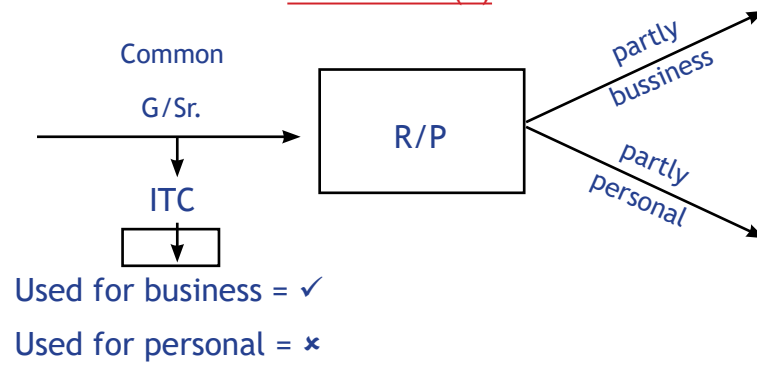 Common
G/Sr.
R/P
ITC
partly
bussiness
partly
personal
Used for business = ✓
Used for personal = ×